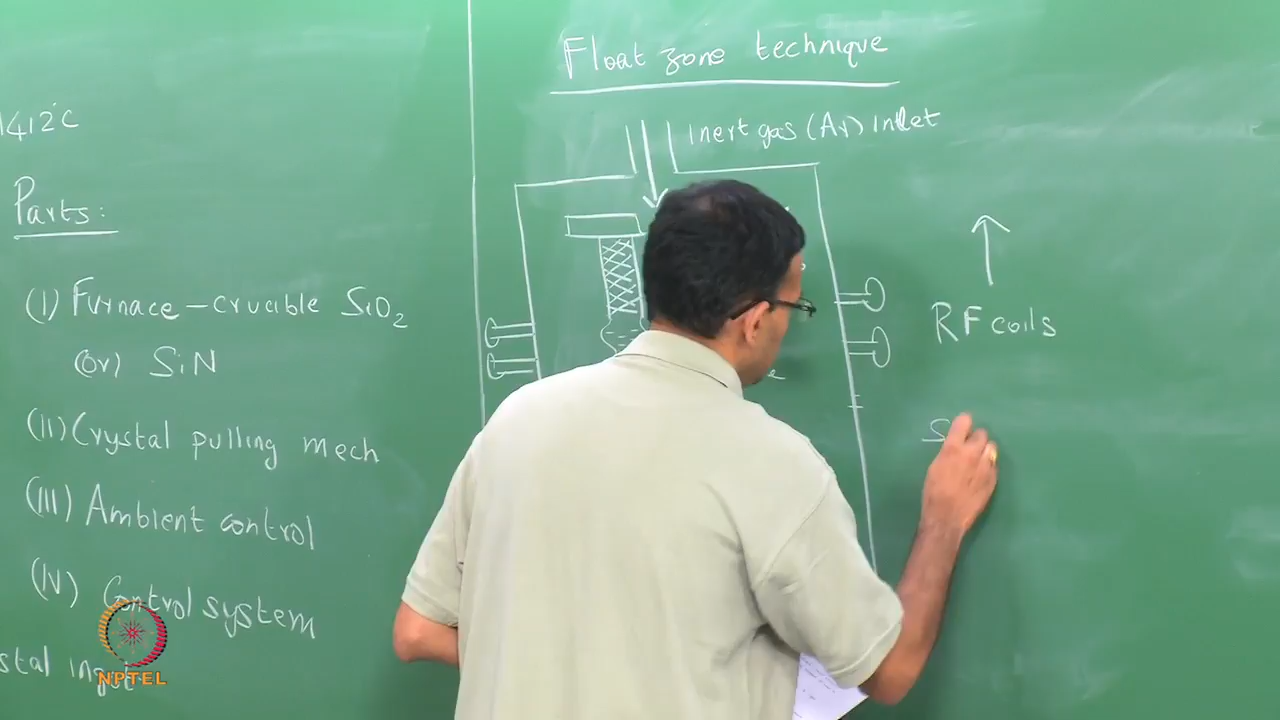 1412°C
Parts:
(I) Furnace – crucible SiO2
(or) SiN
(II) Crystal pulling mech
(III) Ambient control
(IV) Control system
stal ingot
Float zone technique
Inert gas (Ar) Inlet
RF coils
S
NPTEL